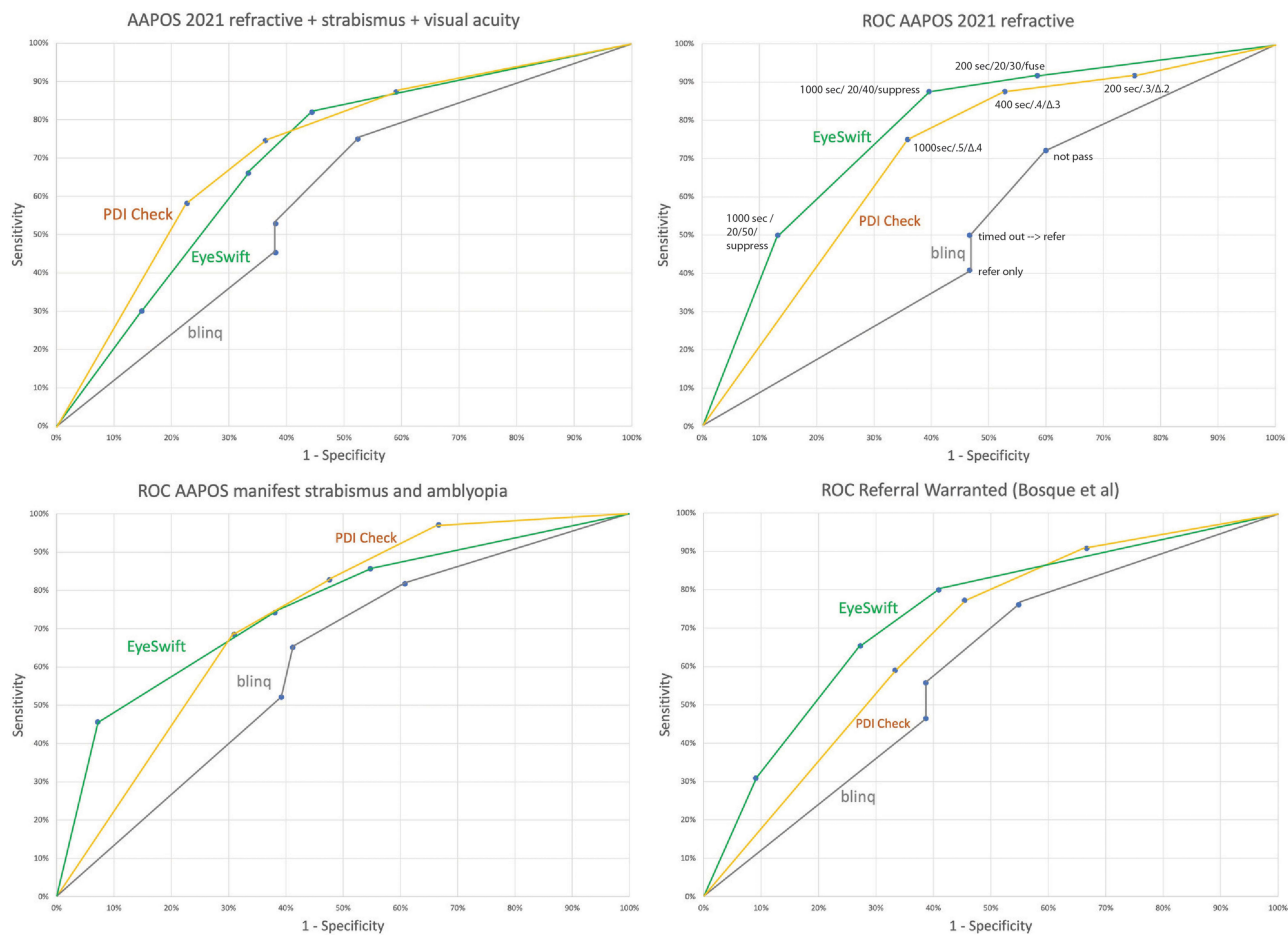 AAPOS 2021 refractive + strabismus + visual acuity
100%
90%
80%
70%
60%
50%
40%
30%
20%
10%
0%
Sensitivity
PDI Check
EyeSwift
blinq
0% 10% 20% 30% 40% 50% 60% 70% 80% 90% 100%
1 - Specificity
ROC AAPOS 2021 refractive
100%
90%
80%
70%
60%
50%
40%
30%
20%
10%
0%
Sensitivity
200 sec/20/30/fuse
1000 sec/ 20/40/suppress
400 sec/.4/Δ.3
200 sec/.3/Δ.2
EyeSwift
1000sec/.5/Δ.4
not pass
PDI Check
1000 sec /
20/50/
suppress
timed out --> refer
blinq
refer only
0% 10% 20% 30% 40% 50% 60% 70% 80% 90% 100%
1 - Specificity
ROC AAPOS manifest strabismus and amblyopia
100%
90%
80%
70%
60%
50%
40%
30%
20%
10%
0%
Sensitivity
PDI Check
EyeSwift
blinq
0% 10% 20% 30% 40% 50% 60% 70% 80% 90% 100%
1 - Specificity
ROC Referral Warranted (Bosque et al)
100%
90%
80%
70%
60%
50%
40%
30%
20%
10%
0%
Sensitivity
EyeSwift
PDI Check
blinq
0% 10% 20% 30% 40% 50% 60% 70% 80% 90% 100%
1 - Specificity